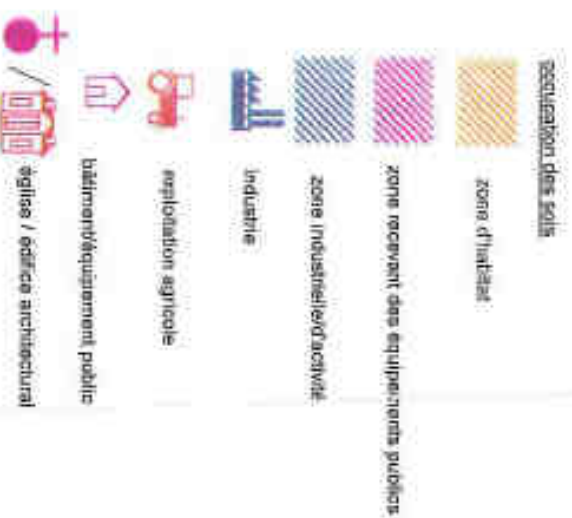 occupation des sols
zone d'habitat
zone recevant des équipements publics
zone industrielle/d'activité
industrie
exploitation agricole
bâtiment/équipement public
église / édifice architectural